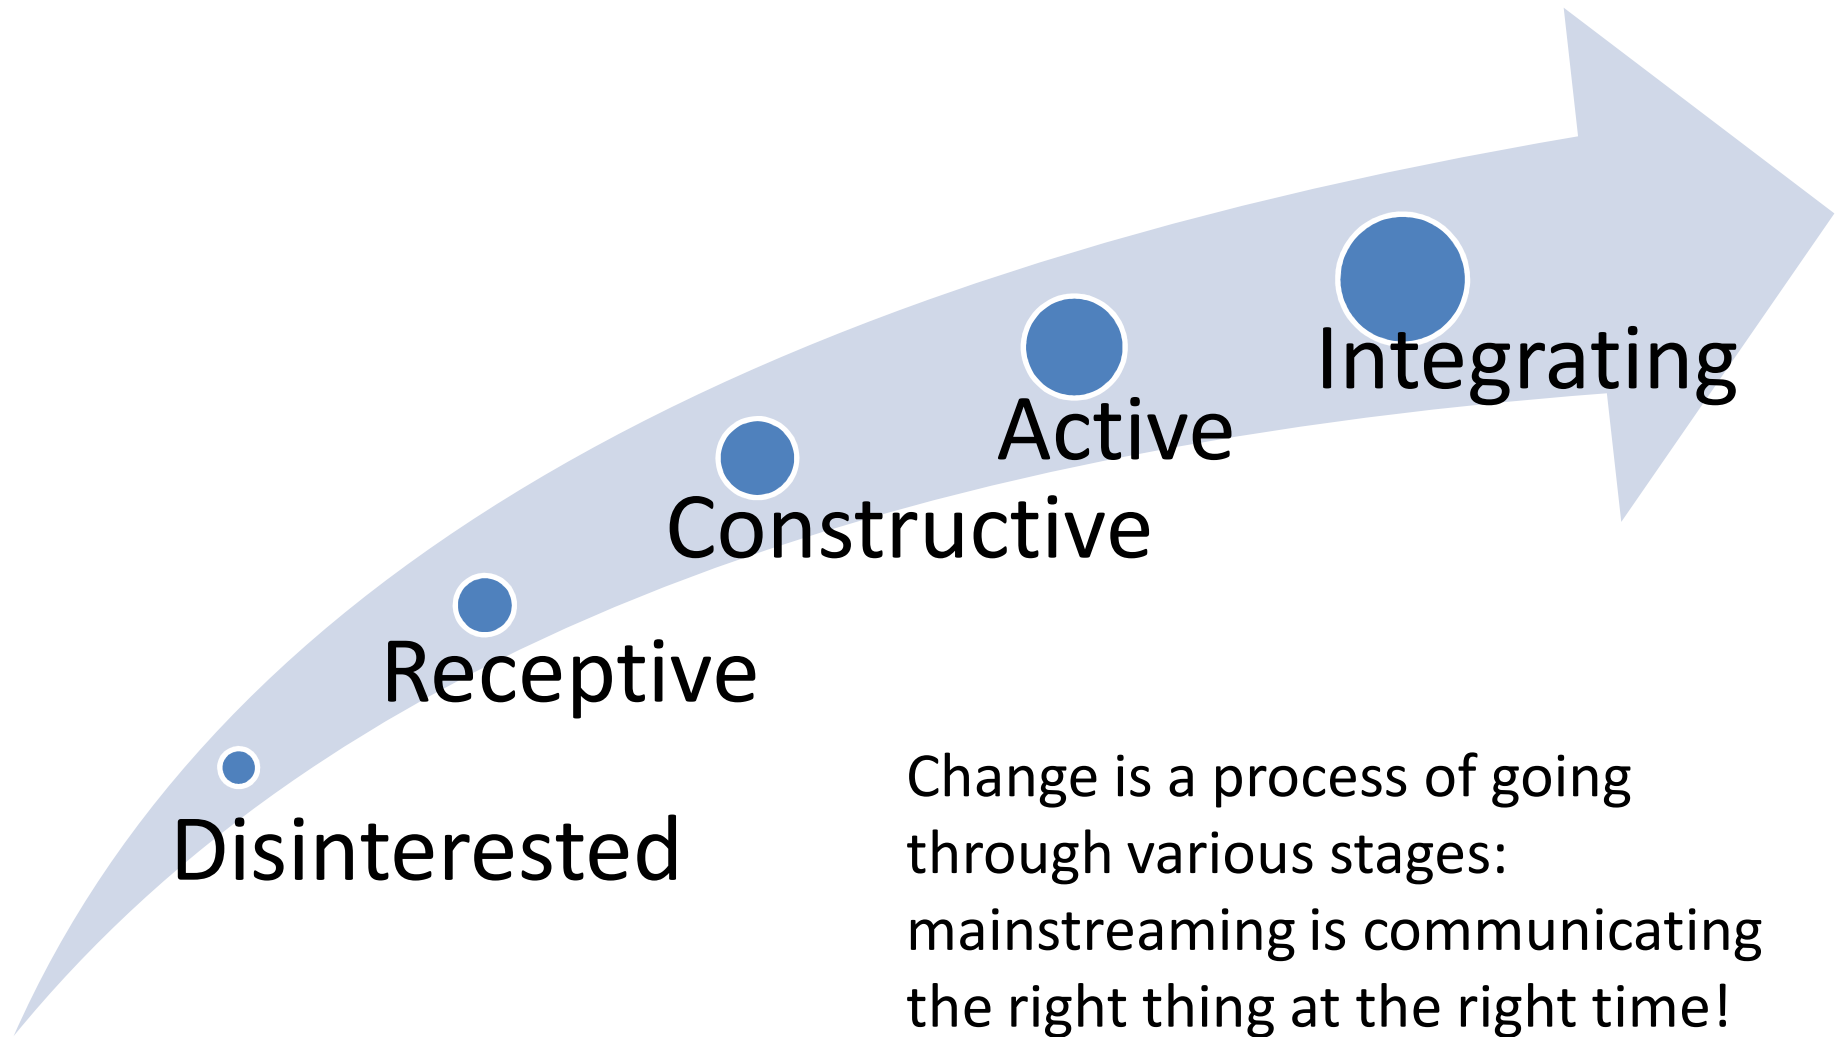 Integrating
Active
Constructive
Receptive
Disinterested
Change is a process of going
through various stages:
mainstreaming is communicating
the right thing at the right time!